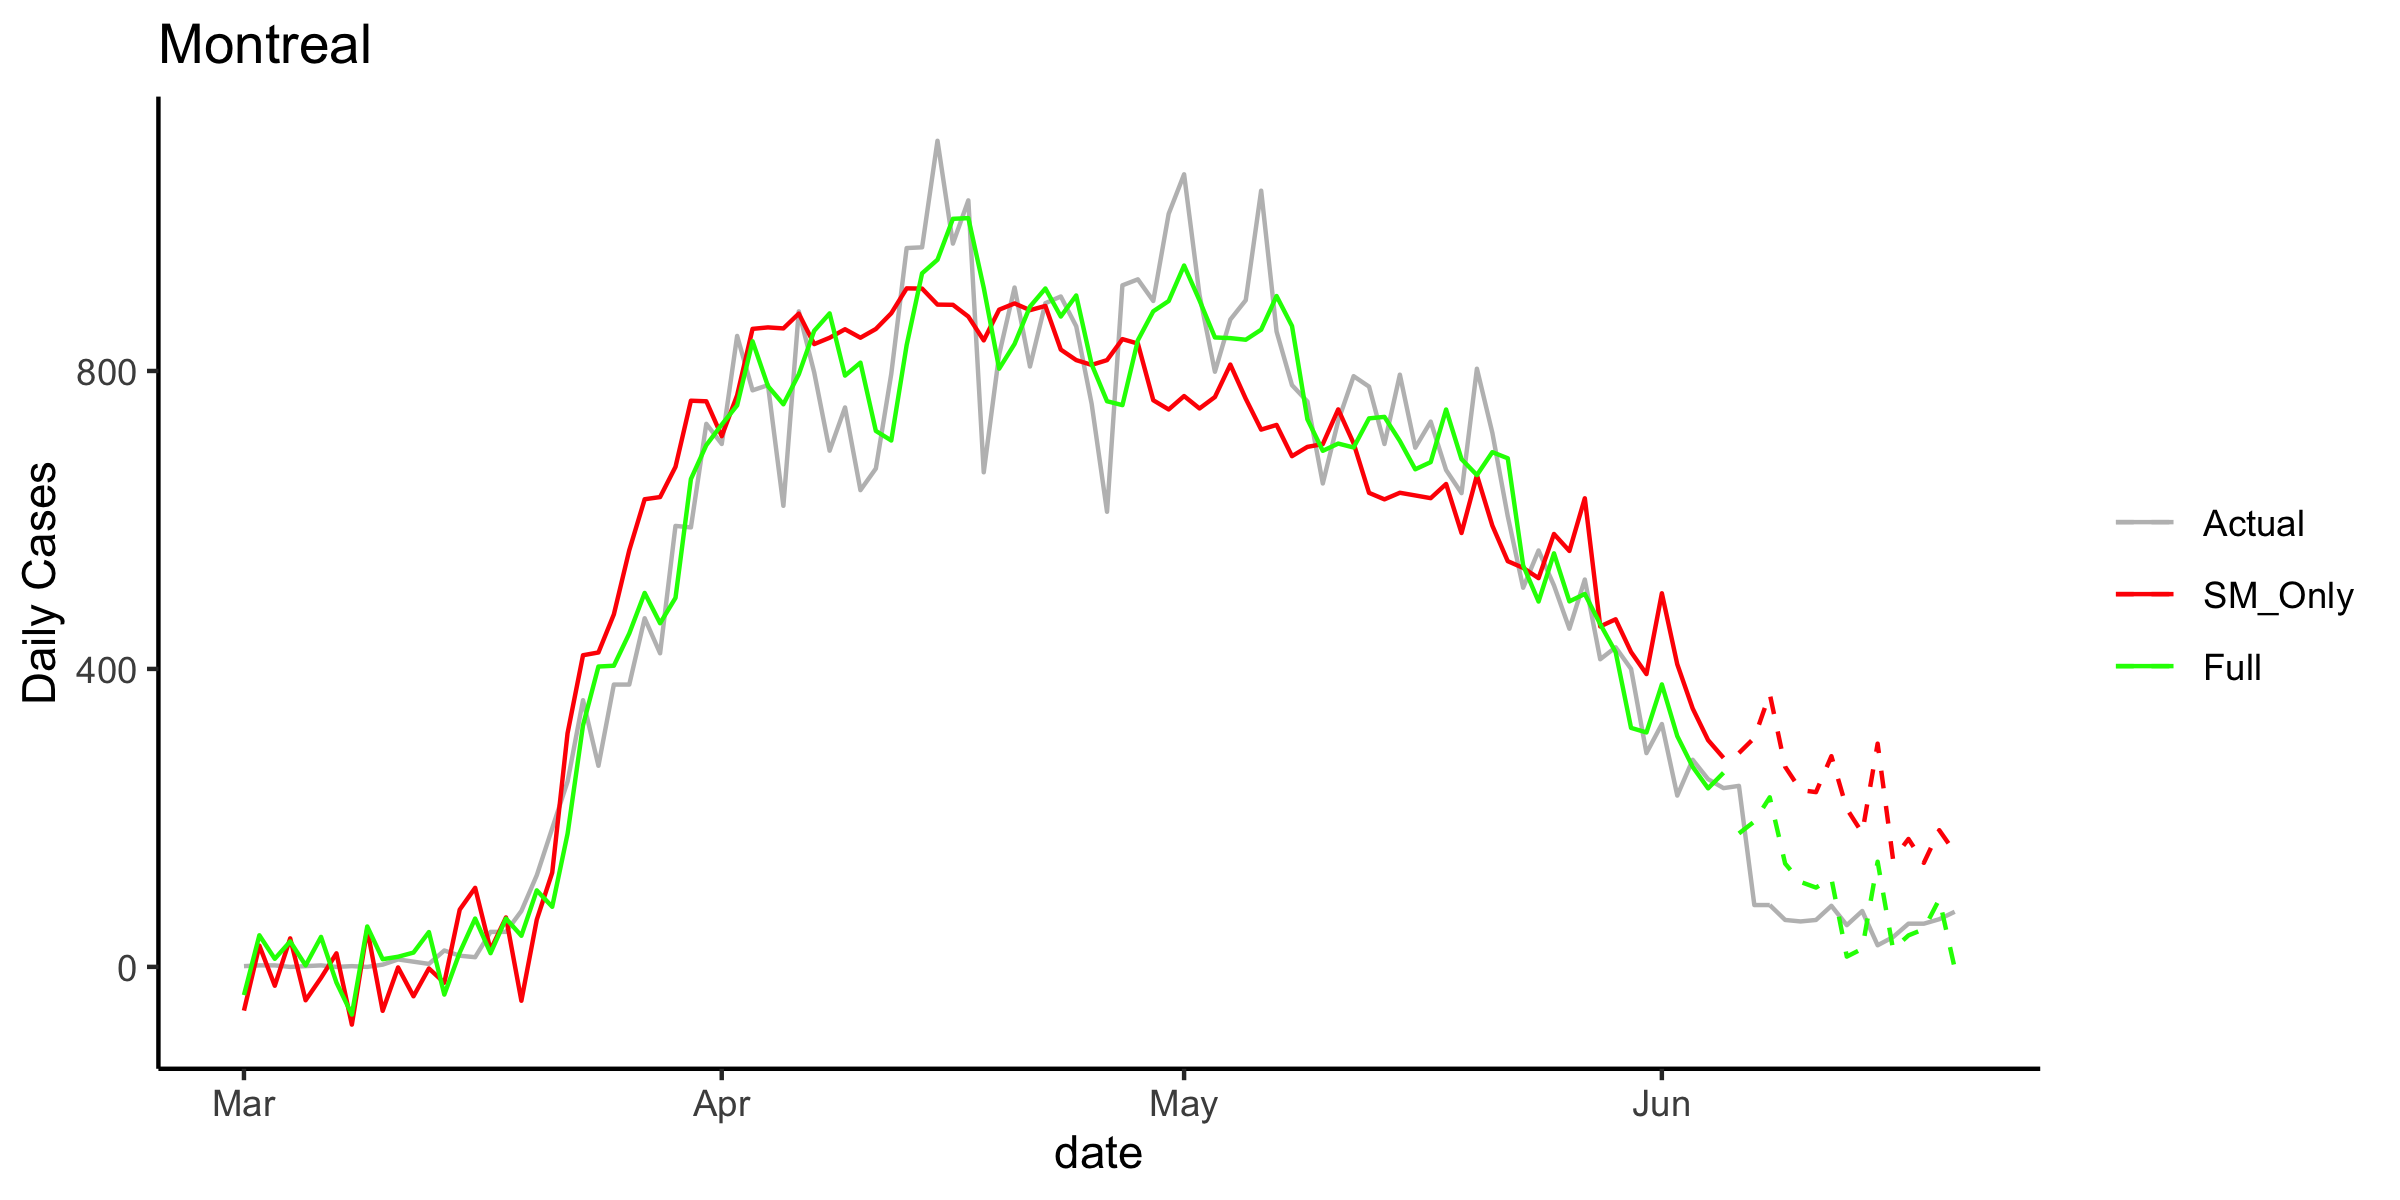 Montreal
Daily Cases
800
400
0
Mar
Apr
May
Jun
date
Actual
SM_Only
Full